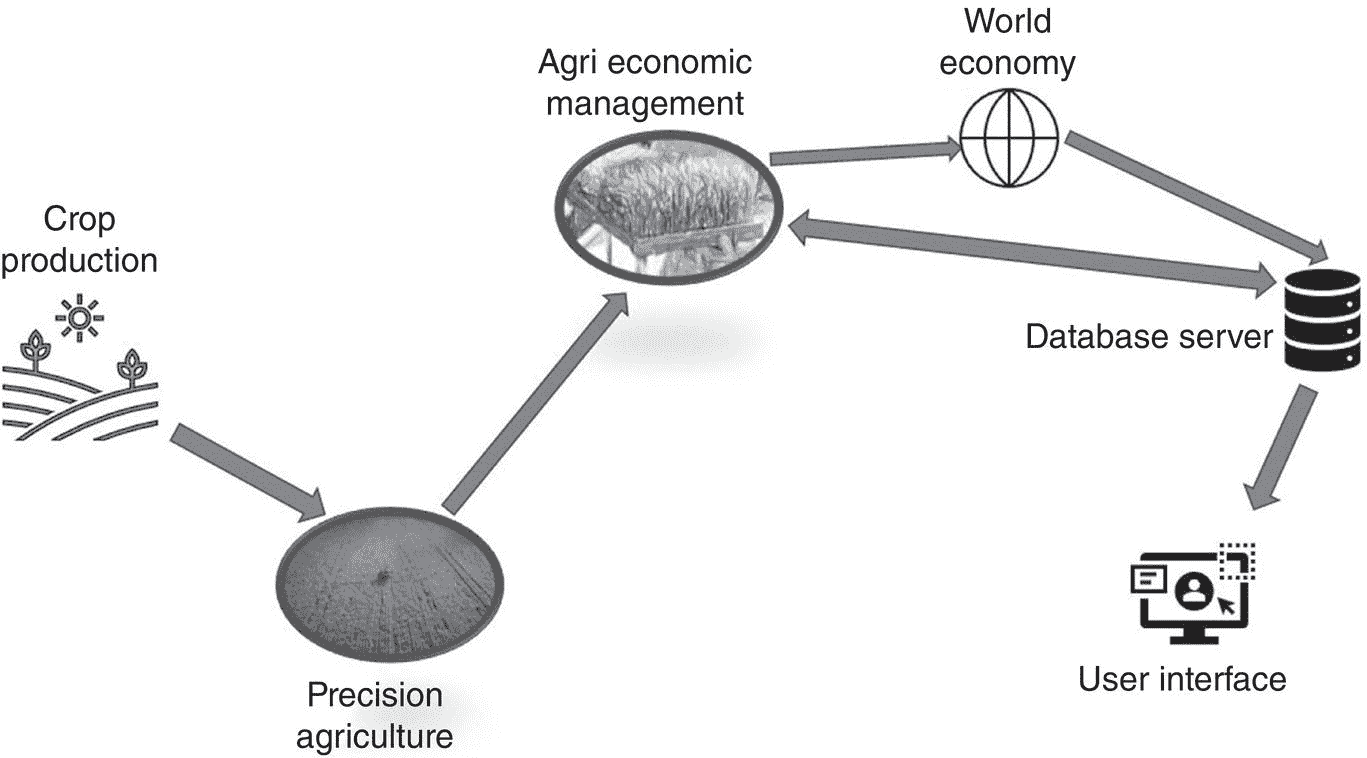 World
economy
Agri economic
management
Crop
production
Database server
Precision
agriculture
User interface